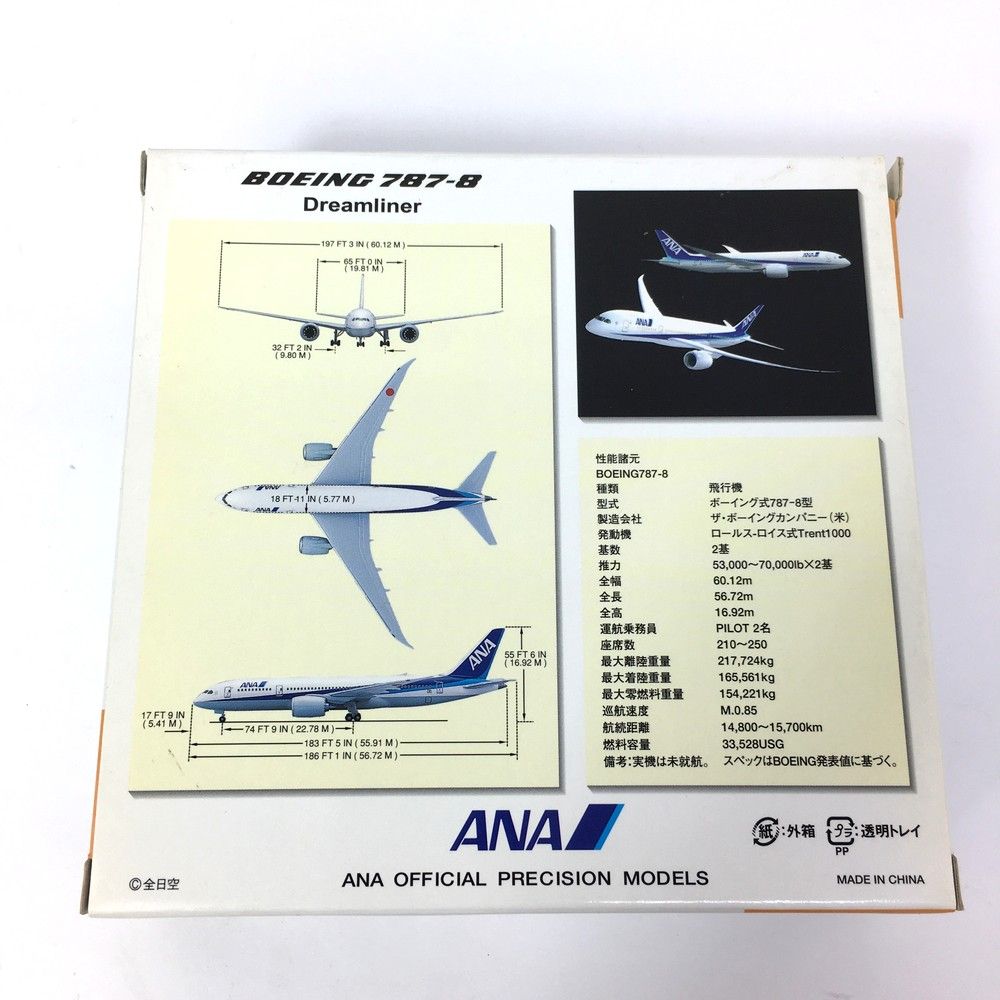 BOEING 787-8
Dreamliner
197 FT 3 IN ( 60.12 M )
65 FT 0 IN
( 19.81 M )
32 FT 2 IN
( 9.80 M )
ANA
18 FT-11 IN ( 5.77 M )
ANA
ANA
ANA
55 FT 6 IN
( 16.92 M )
17 FT 9 IN
( 5.41 M )
74 FT 9 IN ( 22.78 M )
183 FT 5 IN ( 55.91 M )
186 FT 1 IN ( 56.72 M )
ANA
ANA
ANA
ANA
性能諸元
BOEING787-8
種類 飛行機
型式 ボーイング式787-8型
製造会社 ザ・ボーイングカンパニー(米)
発動機 ロールス-ロイス式Trent1000
基数 2基
推力 53,000～70,000lb×2基
全幅 60.12m
全長 56.72m
全高 16.92m
運航乗務員 PILOT 2名
座席数 210～250
最大離陸重量 217,724kg
最大着陸重量 165,561kg
最大零燃料重量 154,221kg
巡航速度 M.0.85
航続距離 14,800～15,700km
燃料容量 33,528USG
備考:実機は未就航。 スペックはBOEING発表値に基づく。
ANA
紙:外箱 プラ:透明トレイ
PP
©全日空
ANA OFFICIAL PRECISION MODELS
MADE IN CHINA